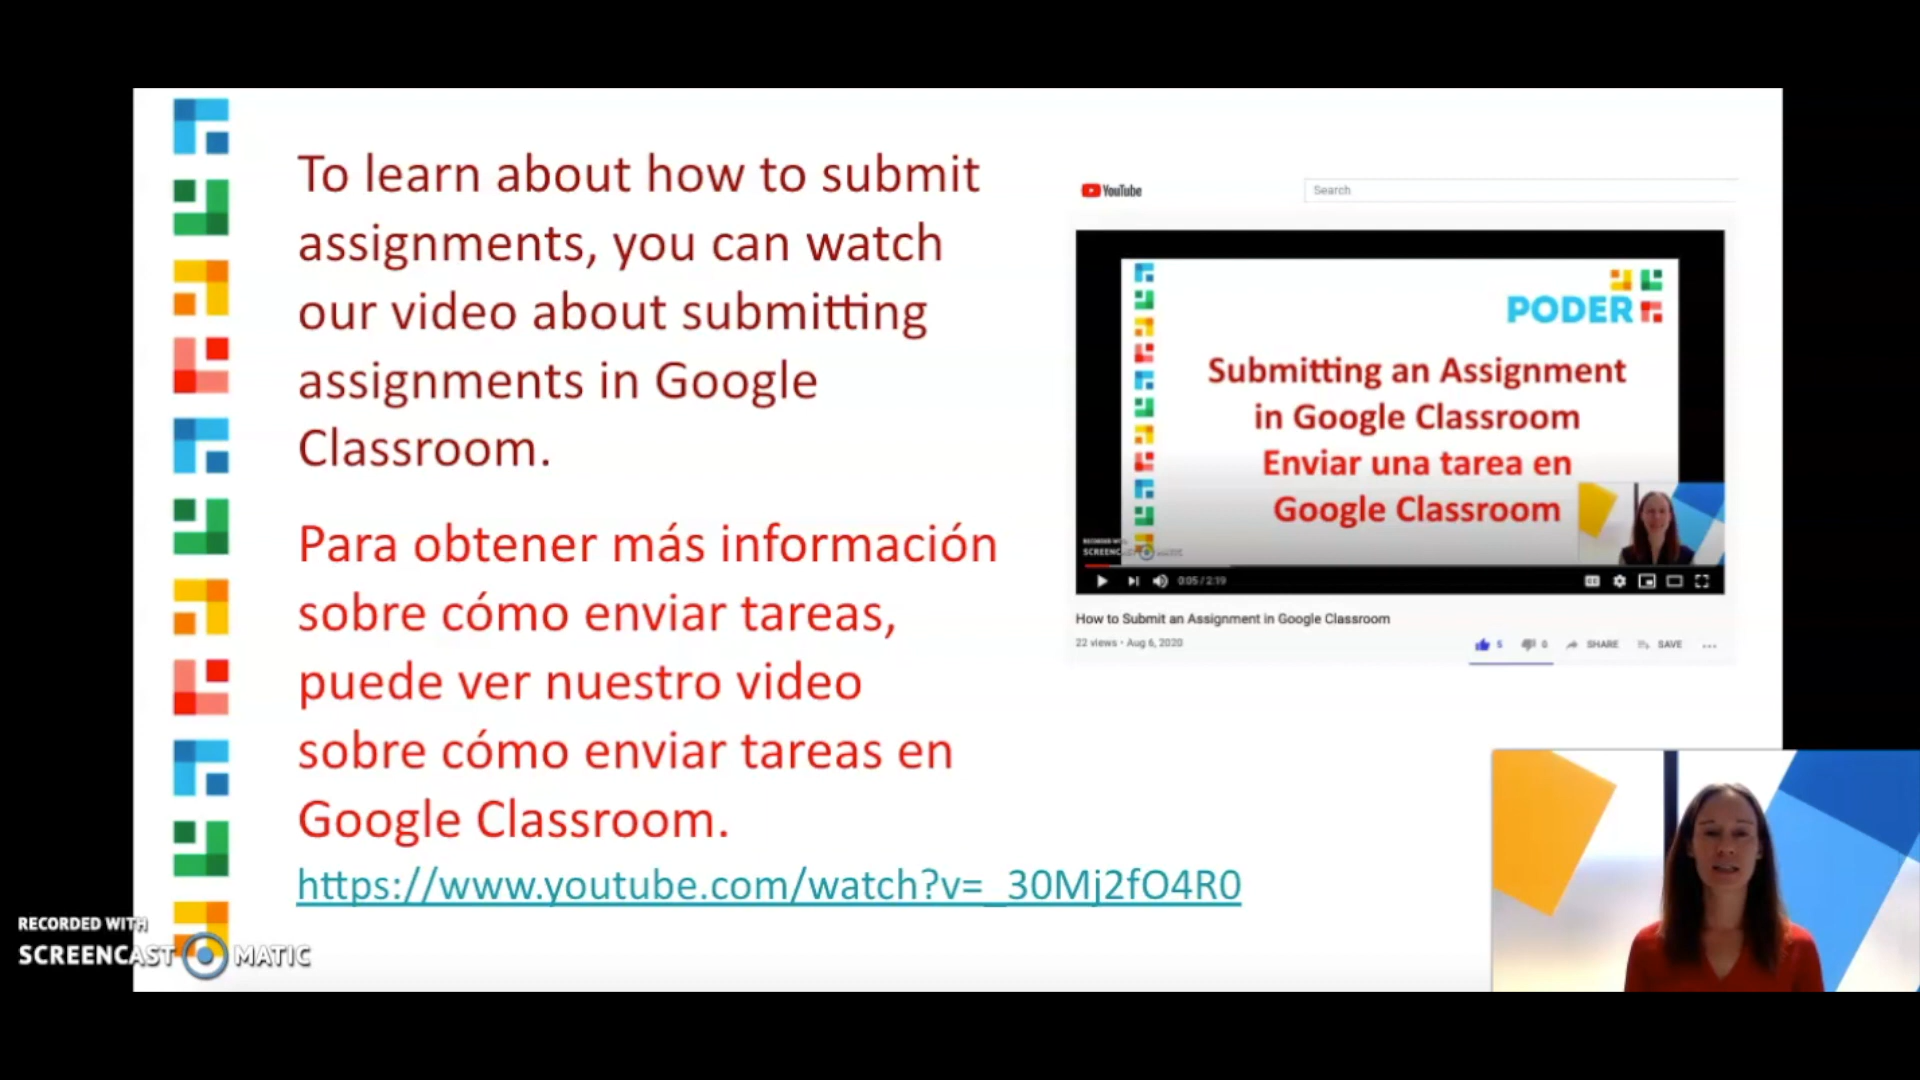 To learn about how to submit
assignments, you can watch
our video about submitting
assignments in Google
Classroom.
Para obtener más información
sobre cómo enviar tareas,
puede ver nuestro video
sobre cómo enviar tareas en
Google Classroom.
https://www.youtube.com/watch?v=_30Mj2fO4R0
YouTube
Search
PODER
Submitting an Assignment
in Google Classroom
Enviar una tarea en
Google Classroom
RECORDED WITH
SCREENCAST MATIC
0:05 / 2:19
How to Submit an Assignment in Google Classroom
22 views • Aug 6, 2020
5 0 SHARE SAVE
RECORDED WITH
SCREENCAST MATIC